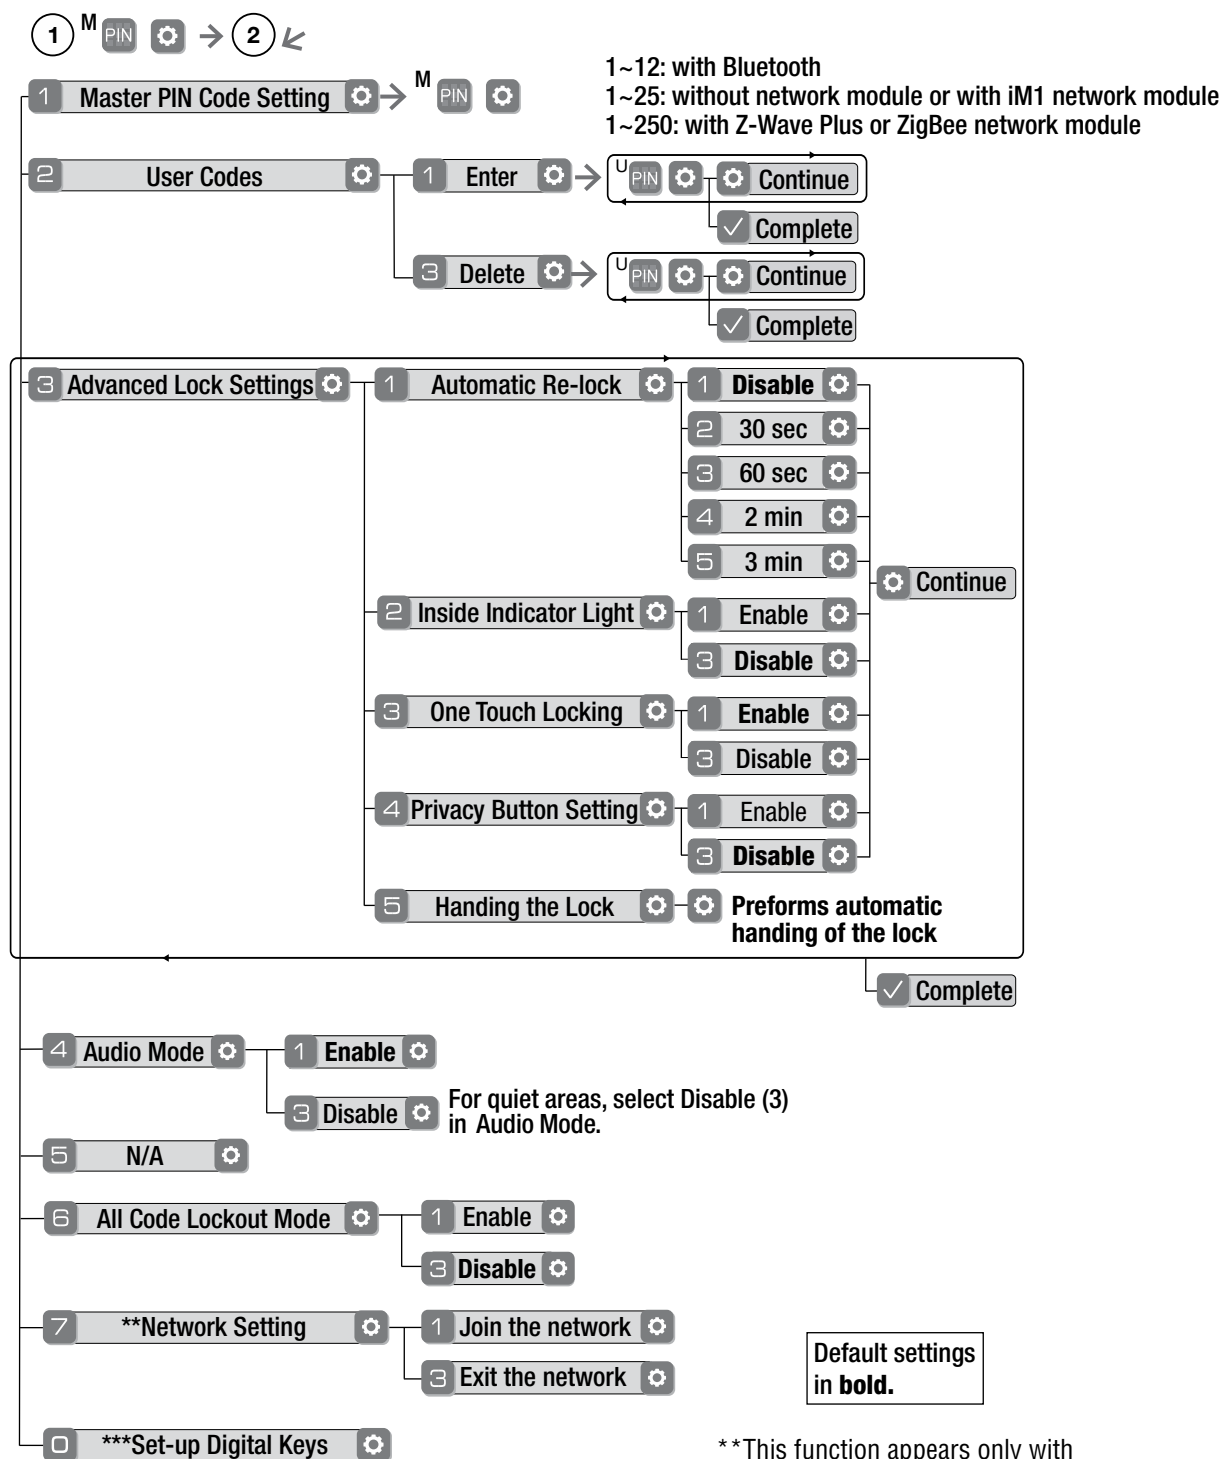 1 M PIN 2
1~12: with Bluetooth
1~25: without network module or with iM1 network module
1~250: with Z-Wave Plus or ZigBee network module
1 Master PIN Code Setting M PIN
2 User Codes 1 Enter U PIN Continue
Complete
3 Delete U PIN Continue
Complete
3 Advanced Lock Settings 1 Automatic Re-lock 1 Disable
2 30 sec
3 60 sec
4 2 min
5 3 min
Continue
2 Inside Indicator Light 1 Enable
3 Disable
3 One Touch Locking 1 Enable
3 Disable
4 Privacy Button Setting 1 Enable
3 Disable
5 Handing the Lock Preforms automatic
handing of the lock
Complete
4 Audio Mode 1 Enable
3 Disable For quiet areas, select Disable (3)
in Audio Mode.
5 N/A
6 All Code Lockout Mode 1 Enable
3 Disable
7 **Network Setting 1 Join the network
3 Exit the network
Default settings
in bold.
0 ***Set-up Digital Keys
**This function appears only with